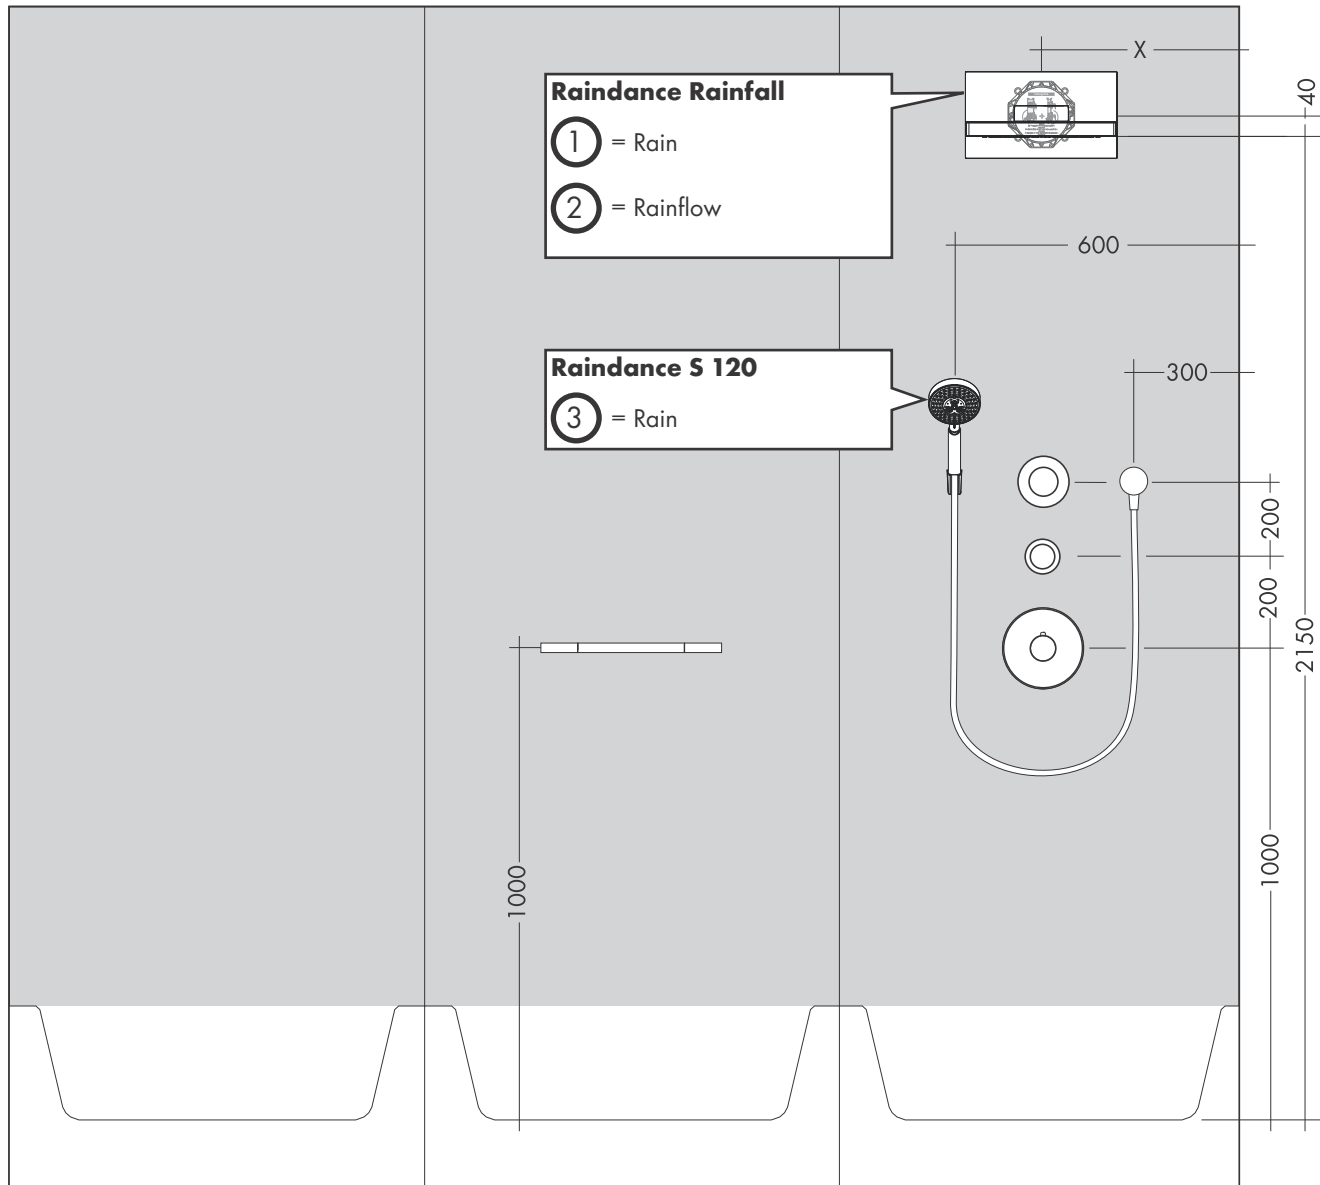 X
40
Raindance Rainfall
1 = Rain
2 = Rainflow
600
Raindance S 120
3 = Rain
300
200
200
2150
1000
1000